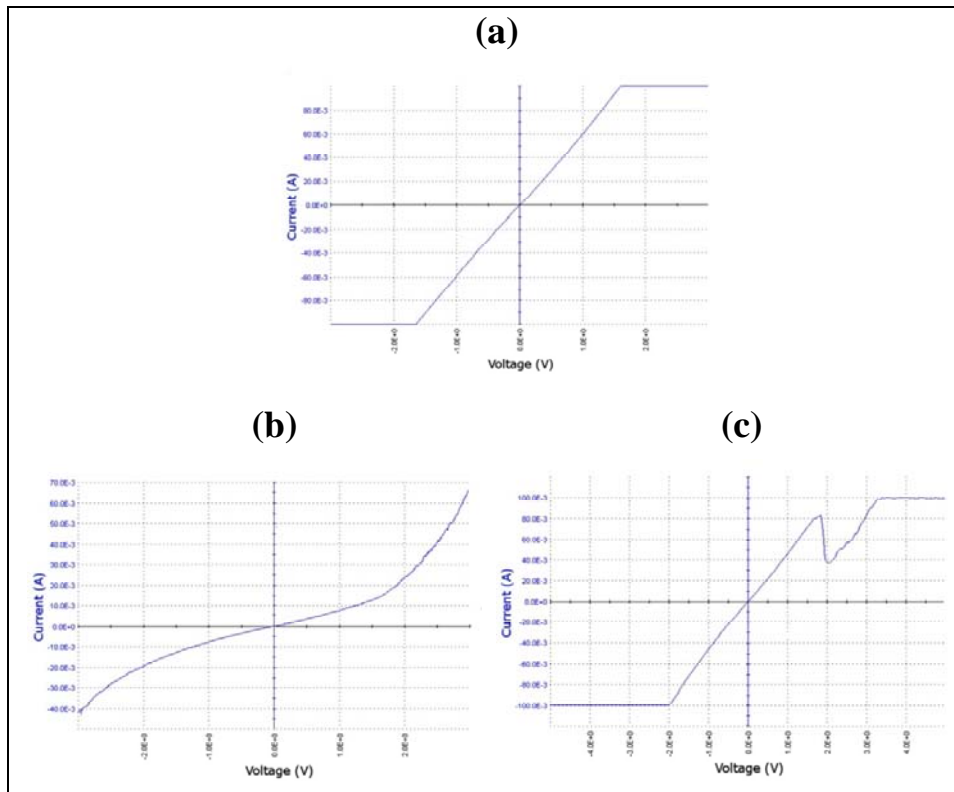 (a)
80.0E-3
60.0E-3
40.0E-3
20.0E-3
0.0E+0
-20.0E-3
-40.0E-3
-60.0E-3
-80.0E-3
Current (A)
-2.0E+0
-1.0E+0
0.0E+0
1.0E+0
2.0E+0
Voltage (V)
(b)
70.0E-3
60.0E-3
50.0E-3
40.0E-3
30.0E-3
20.0E-3
10.0E-3
0.0E+0
-10.0E-3
-20.0E-3
-30.0E-3
-40.0E-3
Current (A)
-2.0E+0
-1.0E+0
0.0E+0
1.0E+0
2.0E+0
Voltage (V)
(c)
100.0E-3
80.0E-3
60.0E-3
40.0E-3
20.0E-3
0.0E+0
-20.0E-3
-40.0E-3
-60.0E-3
-80.0E-3
-100.0E-3
Current (A)
-4.0E+0
-3.0E+0
-2.0E+0
-1.0E+0
0.0E+0
1.0E+0
2.0E+0
3.0E+0
4.0E+0
Voltage (V)